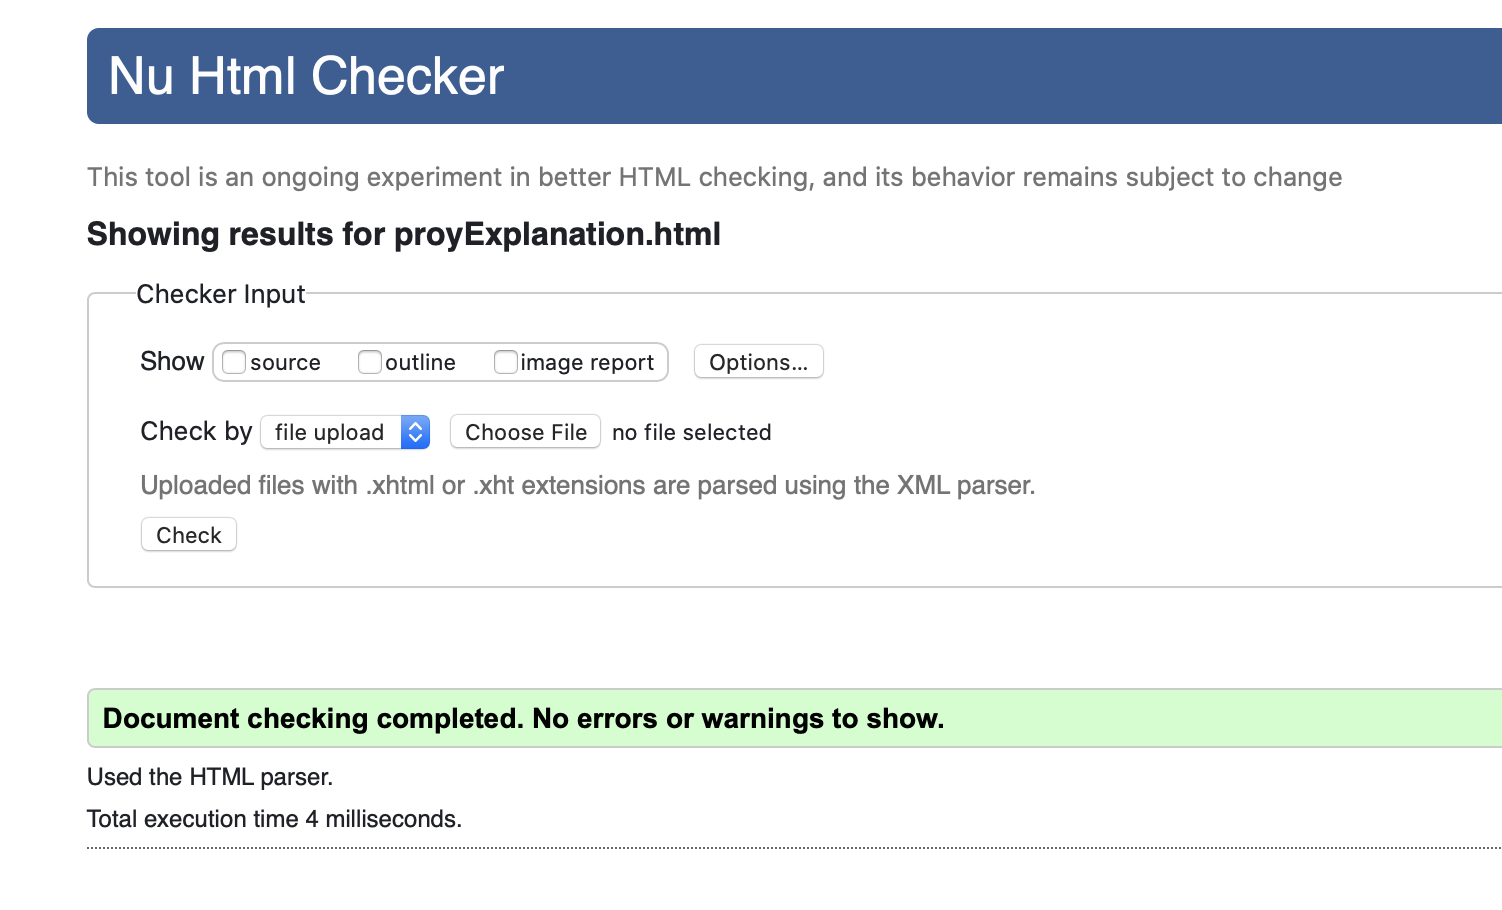 Nu Html Checker
This tool is an ongoing experiment in better HTML checking, and its behavior remains subject to change
Showing results for proyExplanation.html
Checker Input
Show source outline image report Options...
Check by file upload Choose File no file selected
Uploaded files with .xhtml or .xht extensions are parsed using the XML parser.
Check
Document checking completed. No errors or warnings to show.
Used the HTML parser.
Total execution time 4 milliseconds.